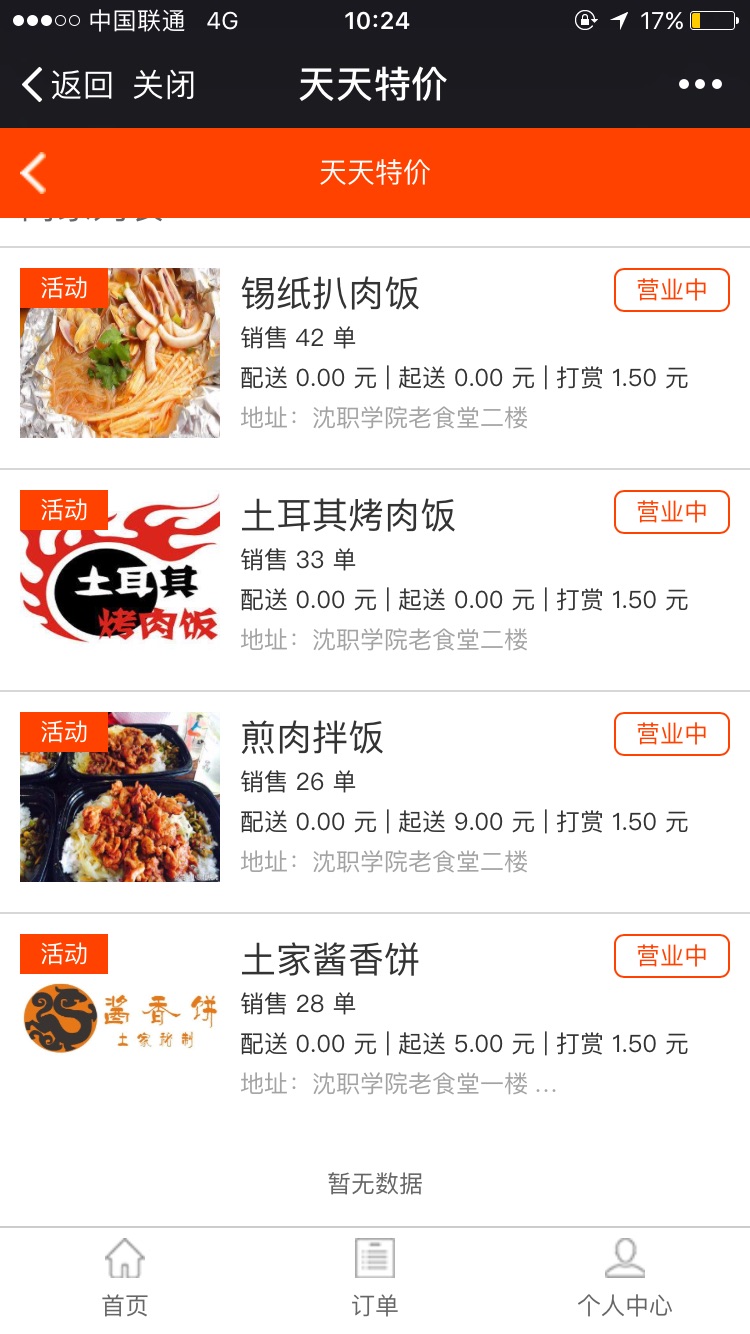 中国联通 4G 10:24 17%
返回 关闭 天天特价
天天特价
活动
锡纸扒肉饭
营业中
销售 42 单
配送 0.00 元 | 起送 0.00 元 | 打赏 1.50 元
地址：沈职学院老食堂二楼
活动
土耳其烤肉饭
营业中
土耳其
烤肉饭
销售 33 单
配送 0.00 元 | 起送 0.00 元 | 打赏 1.50 元
地址：沈职学院老食堂二楼
活动
煎肉拌饭
营业中
销售 26 单
配送 0.00 元 | 起送 9.00 元 | 打赏 1.50 元
地址：沈职学院老食堂二楼
活动
土家酱香饼
营业中
酱香饼
土家秘制
销售 28 单
配送 0.00 元 | 起送 5.00 元 | 打赏 1.50 元
地址：沈职学院老食堂一楼 ...
暂无数据
首页 订单 个人中心